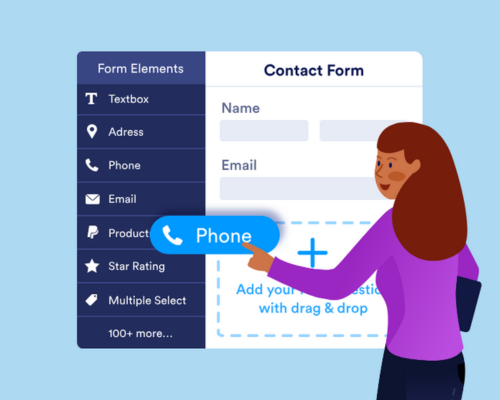 Form Elements
Textbox
Adress
Phone
Email
Product
Star Rating
Multiple Select
100+ more...
Phone
Contact Form
Name
Email
Add your
with drag & drop